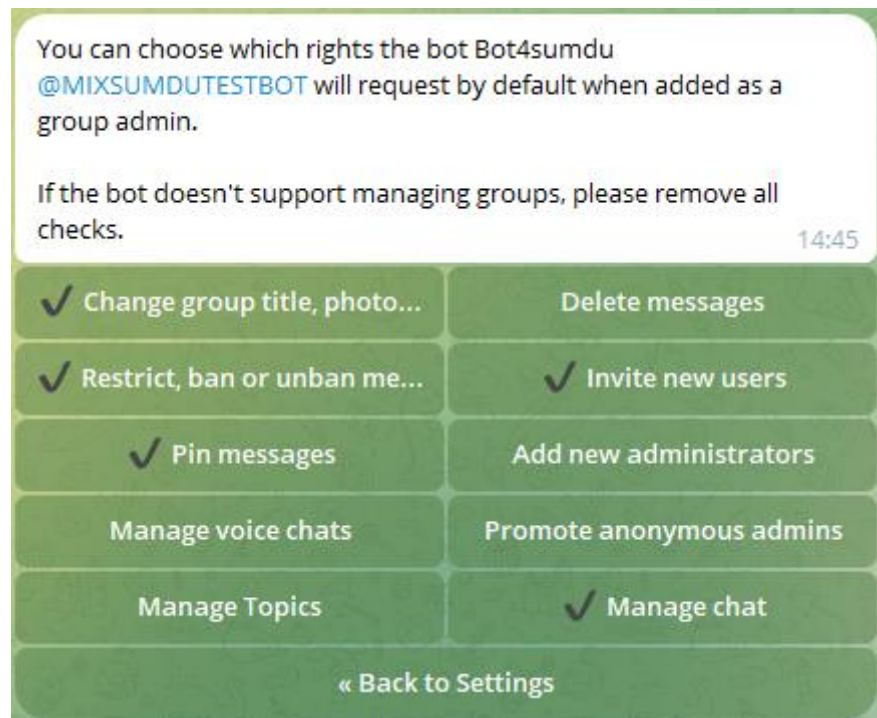 You can choose which rights the bot Bot4sumdu
@MIXSUMDUTESTBOT will request by default when added as a
group admin.
If the bot doesn't support managing groups, please remove all
checks.
14:45
✔ Change group title, photo...
Delete messages
✔ Restrict, ban or unban me...
✔ Invite new users
✔ Pin messages
Add new administrators
Manage voice chats
Promote anonymous admins
Manage Topics
✔ Manage chat
« Back to Settings